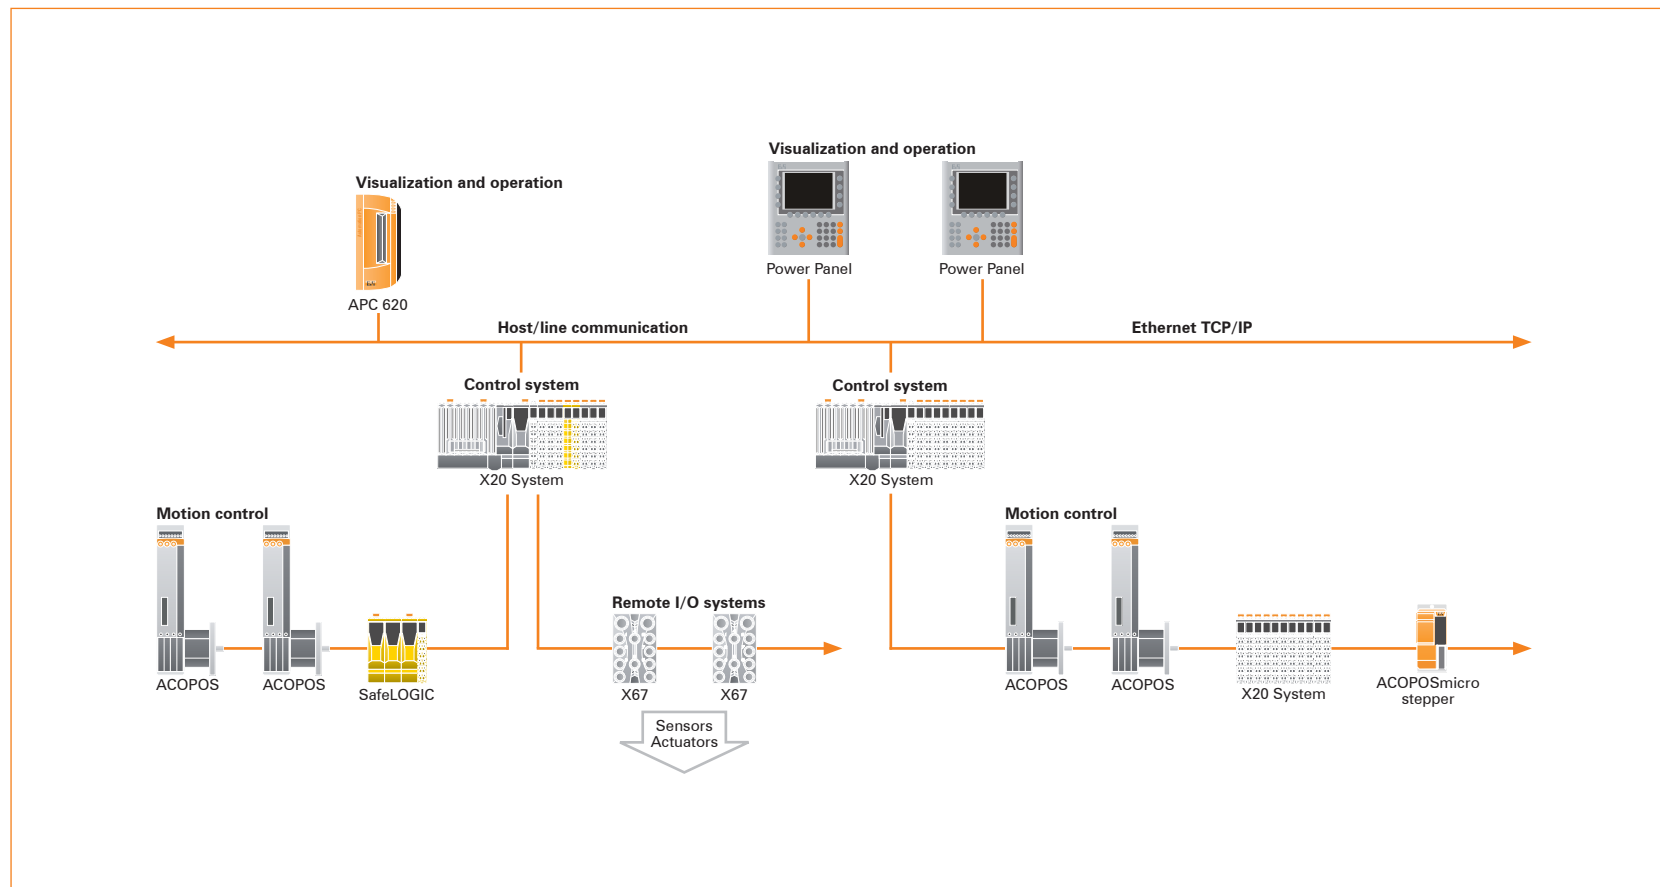 Visualization and operation
Power Panel
Power Panel
Visualization and operation
APC 620
Host/line communication
Ethernet TCP/IP
Control system
X20 System
Control system
X20 System
Motion control
ACOPOS
ACOPOS
SafeLOGIC
Remote I/O systems
X67
X67
Sensors
Actuators
Motion control
ACOPOS
ACOPOS
X20 System
ACOPOSmicro
stepper